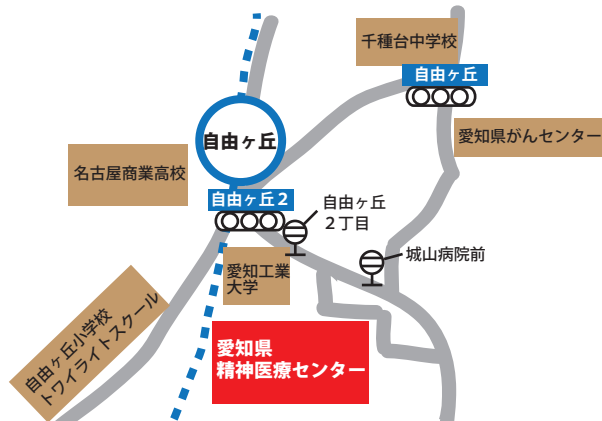 千種台中学校
自由ヶ丘
愛知県がんセンター
自由ヶ丘
名古屋商業高校
自由ヶ丘２
自由ヶ丘
２丁目
城山病院前
愛知工業
大学
自由ヶ丘小学校
トワイライトスクール
愛知県
精神医療センター